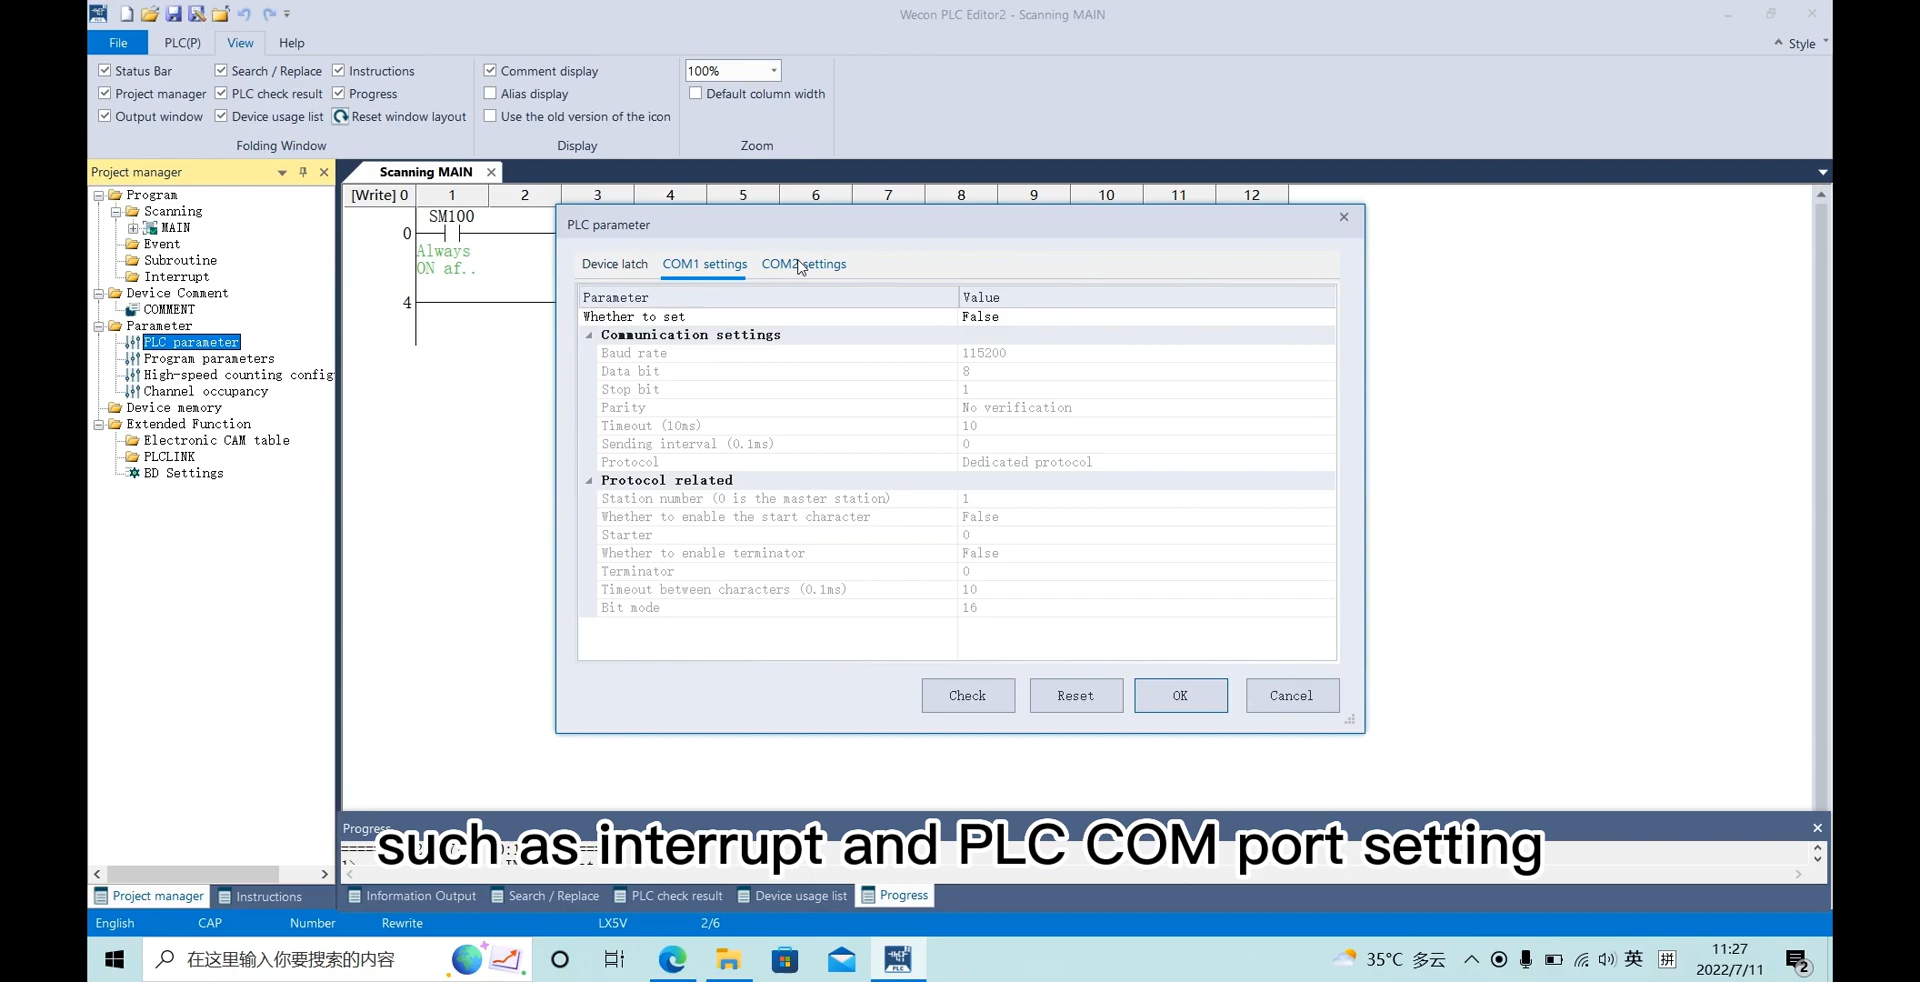 Wecon PLC Editor2 - Scanning MAIN
File PLC(P) View Help Style
Status Bar Search / Replace Instructions Comment display 100%
Project manager PLC check result Progress Alias display Default column width
Output window Device usage list Reset window layout Use the old version of the icon
Folding Window Display Zoom
Project manager
Program
Scanning
MAIN
Event
Subroutine
Interrupt
Device Comment
COMMENT
Parameter
PLC parameter
Program parameters
High-speed counting config
Channel occupancy
Device memory
Extended Function
Electronic CAM table
PLCLINK
BD Settings
Scanning MAIN
[Write] 0 1 2 3 4 5 6 7 8 9 10 11 12
SM100
0
Always
ON af..
4
PLC parameter
Device latch COM1 settings COM2 settings
Parameter Value
Whether to set False
Communication settings
Baud rate 115200
Data bit 8
Stop bit 1
Parity No verification
Timeout (10ms) 10
Sending interval (0.1ms) 0
Protocol Dedicated protocol
Protocol related
Station number (0 is the master station) 1
Whether to enable the start character False
Starter 0
Whether to enable terminator False
Terminator 0
Timeout between characters (0.1ms) 10
Bit mode 16
Check Reset OK Cancel
Progress
such as interrupt and PLC COM port setting
Project manager Instructions Information Output Search / Replace PLC check result Device usage list Progress
English CAP Number Rewrite LX5V 2/6
在这里输入你要搜索的内容
35°C 多云 英 拼 11:27
2022/7/11 2